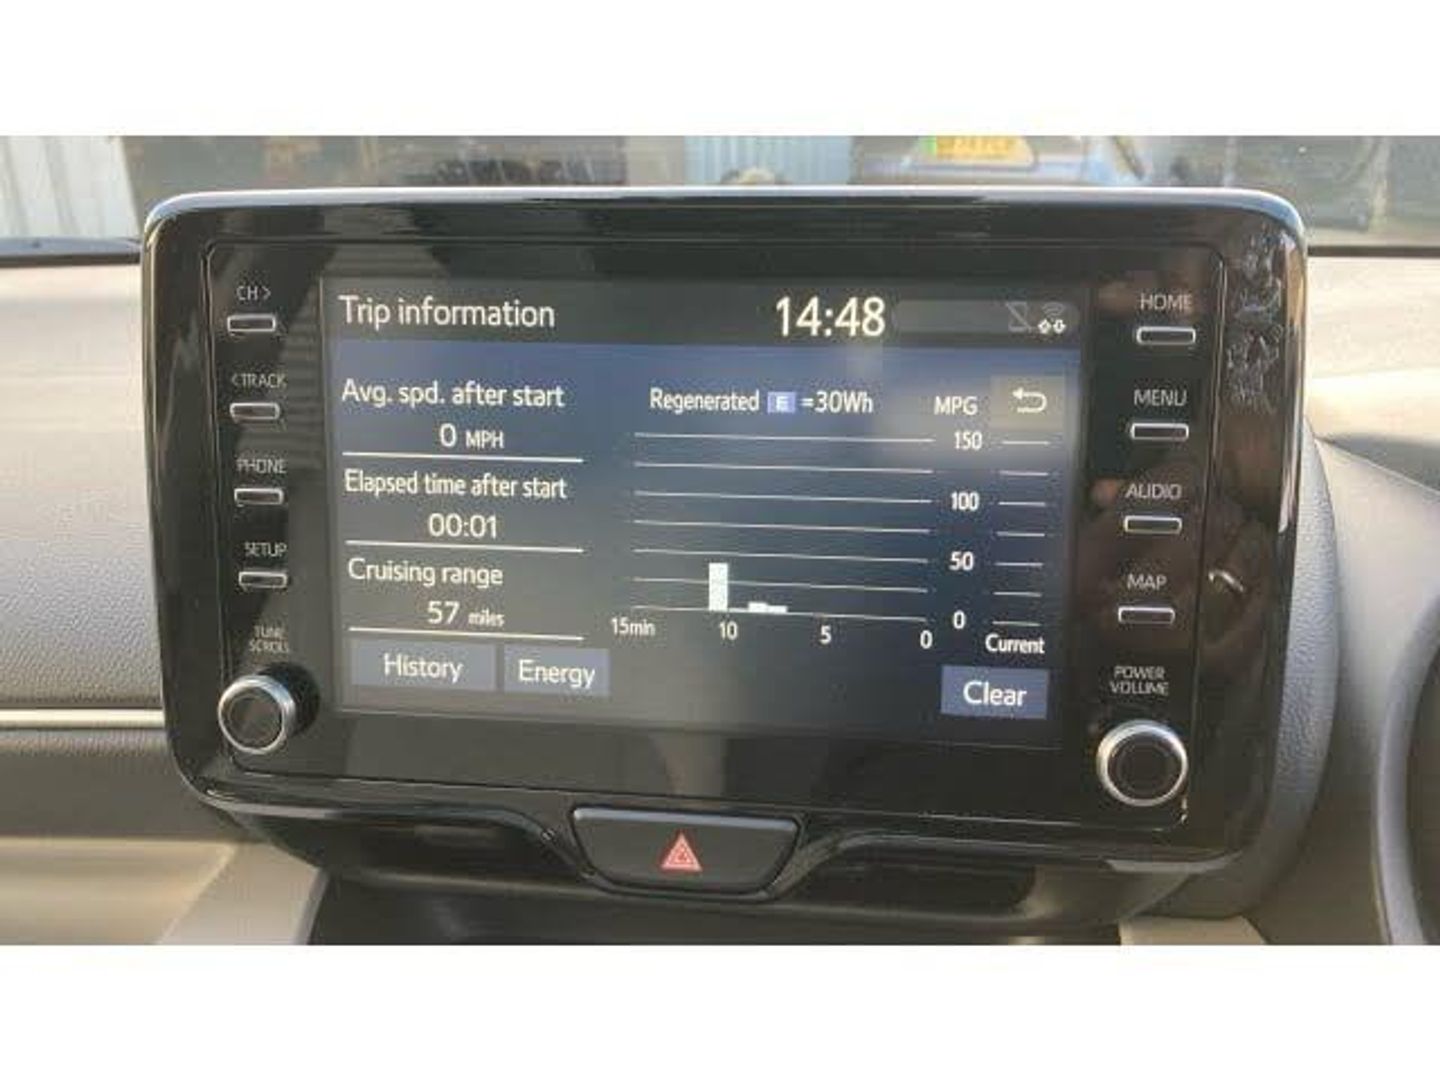 CH >
<TRACK
PHONE
SETUP
TUNE
SCROLL
Trip information
14:48
Avg. spd. after start
0 MPH
Elapsed time after start
00:01
Cruising range
57 miles
Regenerated E =30Wh
MPG
150
100
50
0
15min 10 5 0
Current
History Energy
Clear
HOME
MENU
AUDIO
MAP
POWER
VOLUME